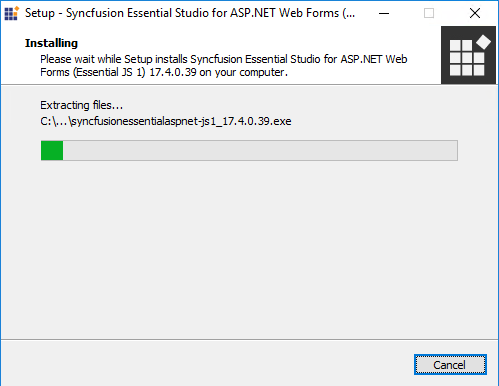 Setup - Syncfusion Essential Studio for ASP.NET Web Forms (...
Installing
Please wait while Setup installs Syncfusion Essential Studio for ASP.NET Web
Forms (Essential JS 1) 17.4.0.39 on your computer.
Extracting files...
C:\...\syncfusionessentialaspnet-js1_17.4.0.39.exe
Cancel